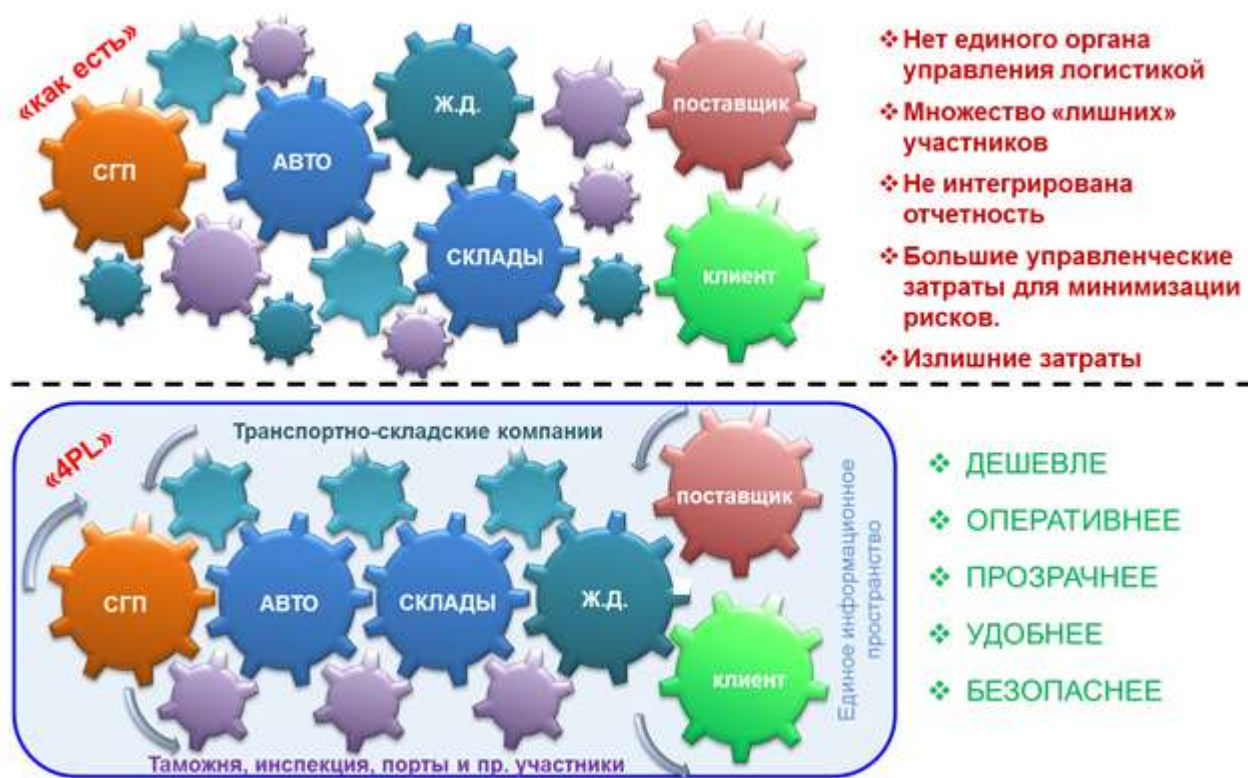 «как есть»
СГП
АВТО
Ж.Д.
СКЛАДЫ
поставщик
клиент
❖ Нет единого органа
управления логистикой
❖ Множество «лишних»
участников
❖ Не интегрирована
отчетность
❖ Большие управленческие
затраты для минимизации
рисков.
❖ Излишние затраты
«4PL»
Транспортно-складские компании
СГП
АВТО
СКЛАДЫ
Ж.Д.
поставщик
клиент
Единое информационное
пространство
Таможня, инспекция, порты и пр. участники
❖ ДЕШЕВЛЕ
❖ ОПЕРАТИВНЕЕ
❖ ПРОЗРАЧНЕЕ
❖ УДОБНЕЕ
❖ БЕЗОПАСНЕЕ